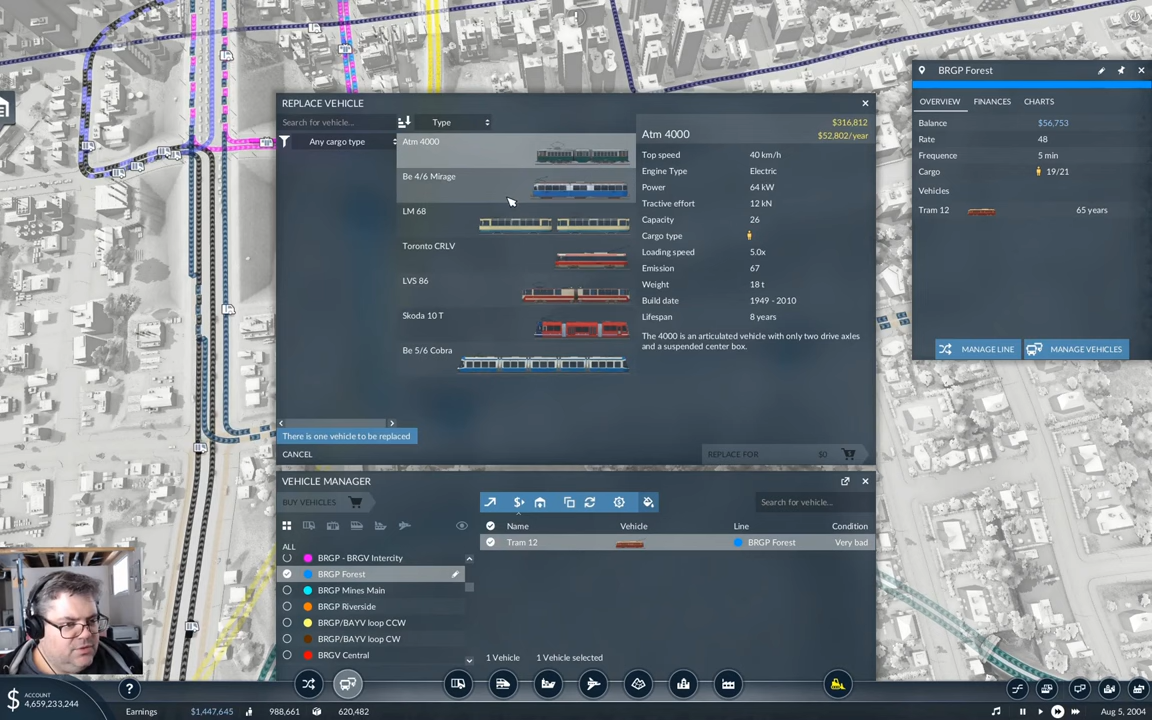 REPLACE VEHICLE
Search for vehicle...
Type
Any cargo type
Atm 4000
Be 4/6 Mirage
LM 68
Toronto CRLV
LVS 86
Skoda 10 T
Be 5/6 Cobra
Atm 4000
$316,812
$52,802/year
Top speed 40 km/h
Engine Type Electric
Power 64 kW
Tractive effort 12 kN
Capacity 26
Cargo type
Loading speed 5.0x
Emission 67
Weight 18 t
Build date 1949 - 2010
Lifespan 8 years
The 4000 is an articulated vehicle with only two drive axles
and a suspended center box.
There is one vehicle to be replaced
CANCEL
REPLACE FOR $0
BRGP Forest
OVERVIEW FINANCES CHARTS
Balance $56,753
Rate 48
Frequence 5 min
Cargo 19/21
Vehicles
Tram 12 65 years
MANAGE LINE MANAGE VEHICLES
VEHICLE MANAGER
BUY VEHICLES
Search for vehicle...
ALL
BRGP - BRGV Intercity
BRGP Forest
BRGP Mines Main
BRGP Riverside
BRGP/BAYV loop CCW
BRGP/BAYV loop CW
BRGV Central
Name Vehicle Line Condition
Tram 12 BRGP Forest Very bad
1 Vehicle 1 Vehicle selected
$ ACCOUNT
4,659,233,244
?
Earnings $1,447,645 988,661 620,482
Aug 5, 2004